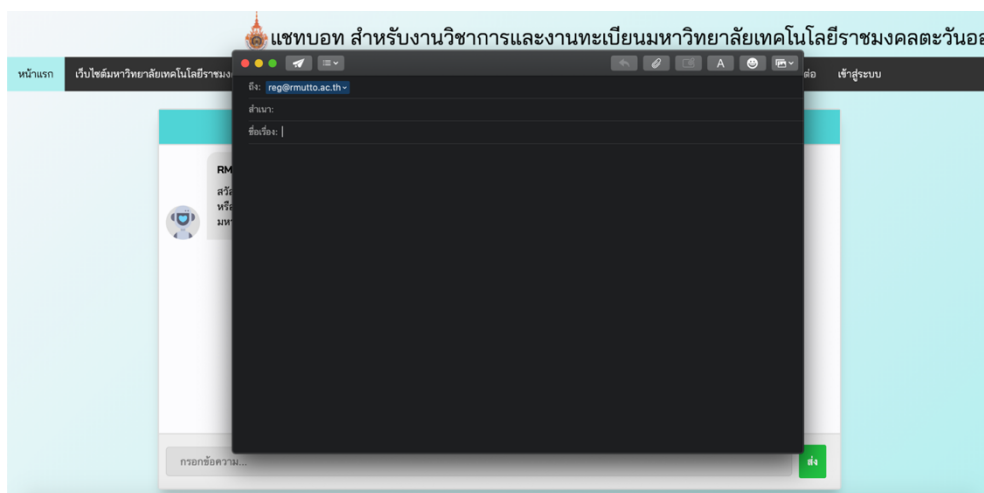 แชทบอท สำหรับงานวิชาการและงานทะเบียนมหาวิทยาลัยเทคโนโลยีราชมงคลตะวันออ
หน้าแรก เว็บไซต์มหาวิทยาลัยเทคโนโลยีราชมง
ต่อ เข้าสู่ระบบ
ถึง: reg@rmutto.ac.th
สำเนา:
ชื่อเรื่อง:
RM
สวัส
หรือ
มหา
กรอกข้อความ...
ส่ง